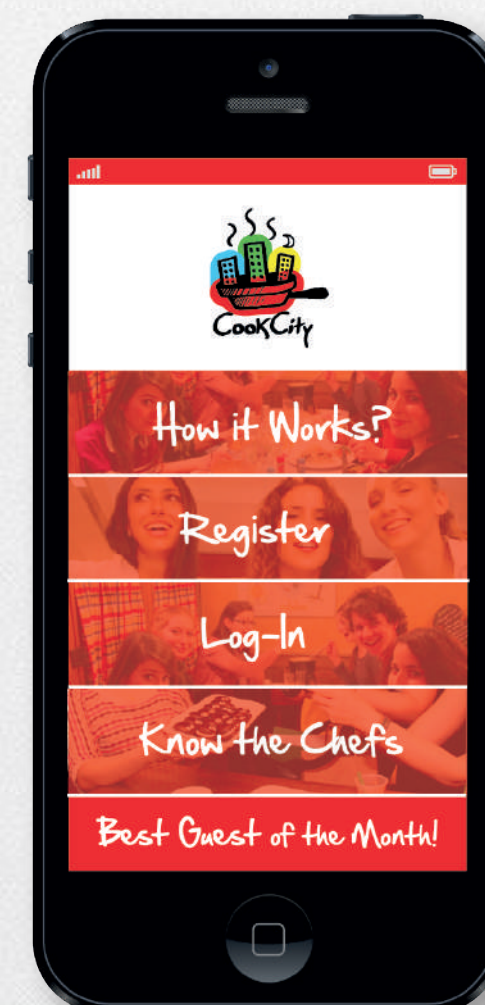 CookCity
How it Works?
Register
Log-In
Know the Chefs
Best Guest of the Month!